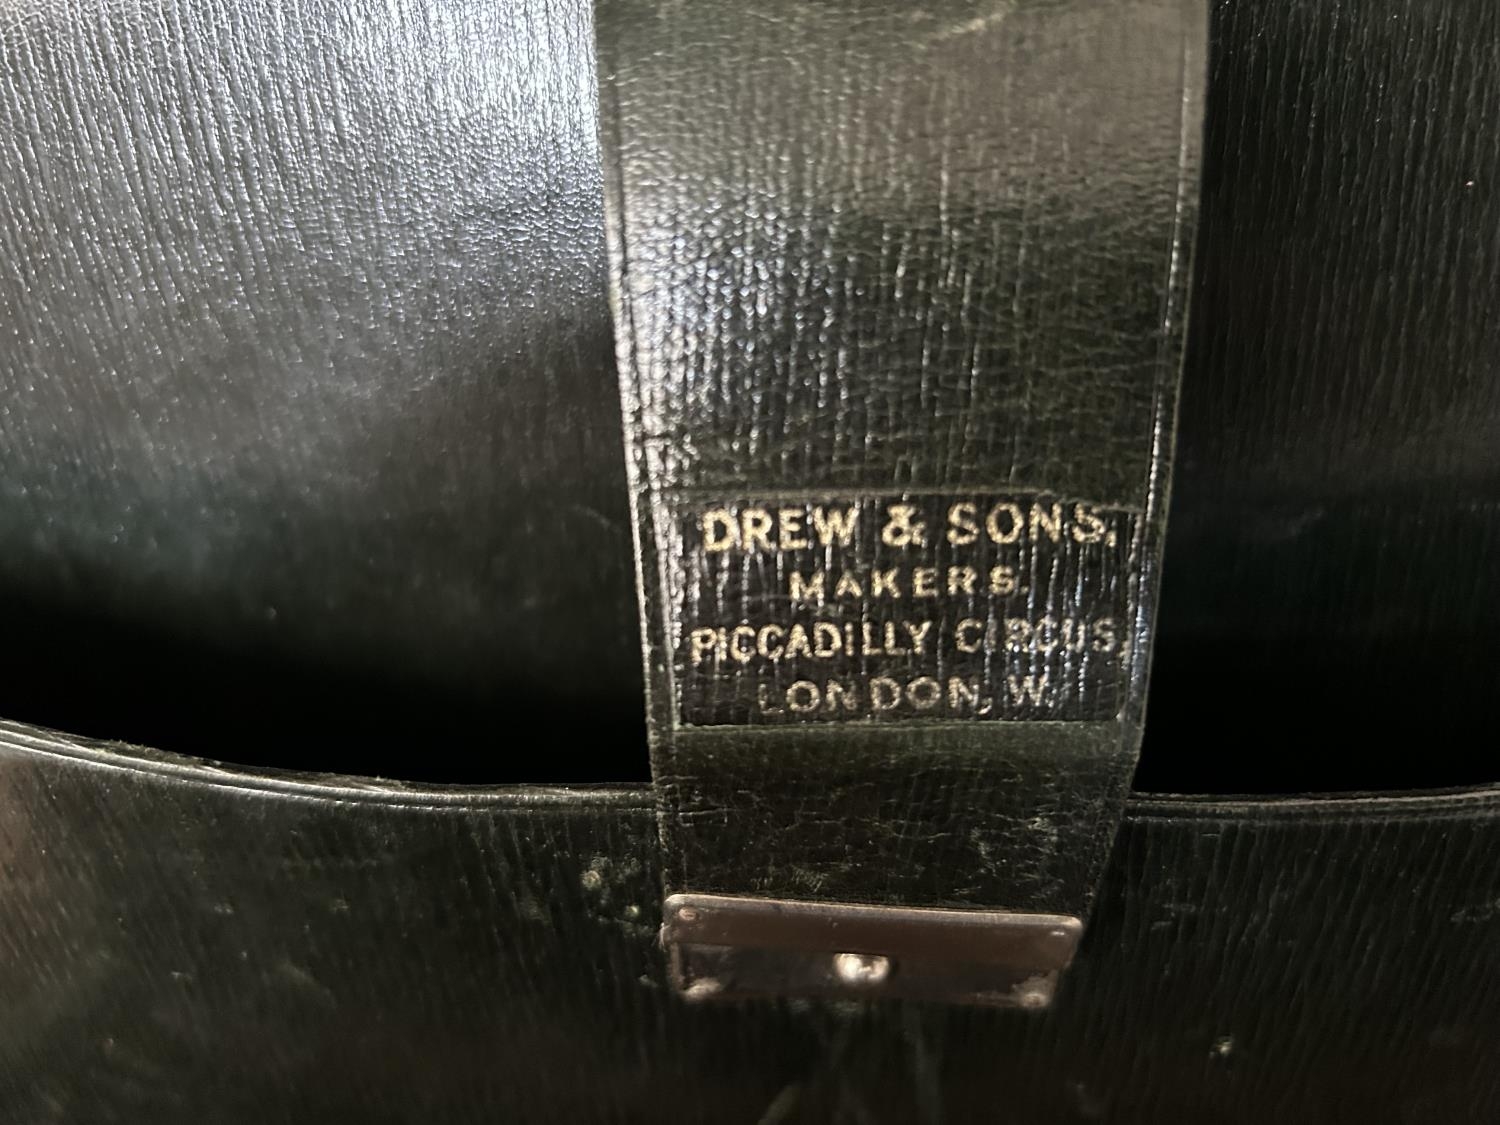 DREW & SONS,
MAKERS.
PICCADILLY CIRCUS,
LONDON, W.